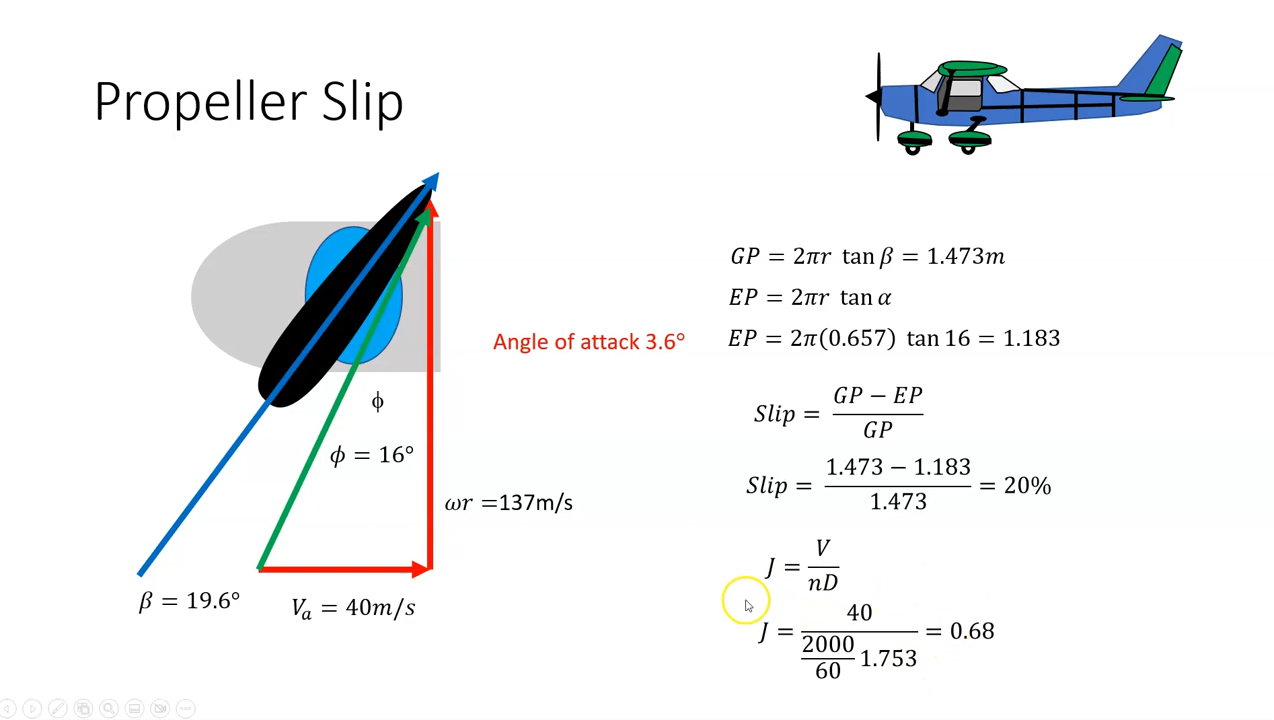 Propeller Slip
GP = 2πr tan β = 1.473m
EP = 2πr tan α
Angle of attack 3.6°
EP = 2π(0.657) tan 16 = 1.183
ϕ
ϕ = 16°
ωr = 137m/s
β = 19.6°
Vₐ = 40m/s
Slip = (GP − EP) / GP
Slip = (1.473 − 1.183) / 1.473 = 20%
J = V / nD
J = 40 / (2000/60 1.753) = 0.68